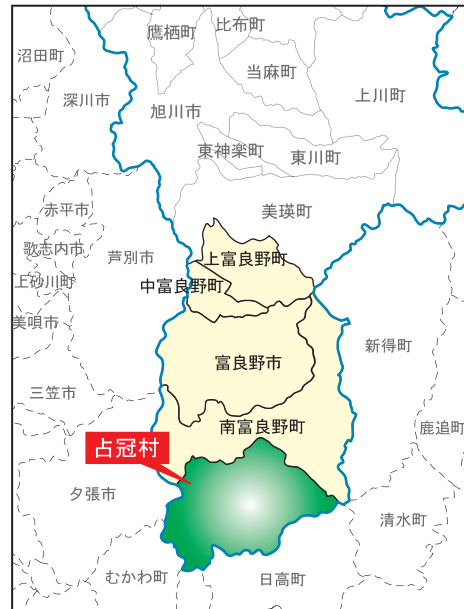 比布町
鷹栖町
沼田町
当麻町
上川町
深川市
旭川市
東神楽町
東川町
赤平市
美瑛町
歌志内市
芦別市
上富良野町
上砂川町
中富良野町
美唄市
新得町
富良野市
三笠市
南富良野町
鹿追町
占冠村
夕張市
清水町
むかわ町
日高町